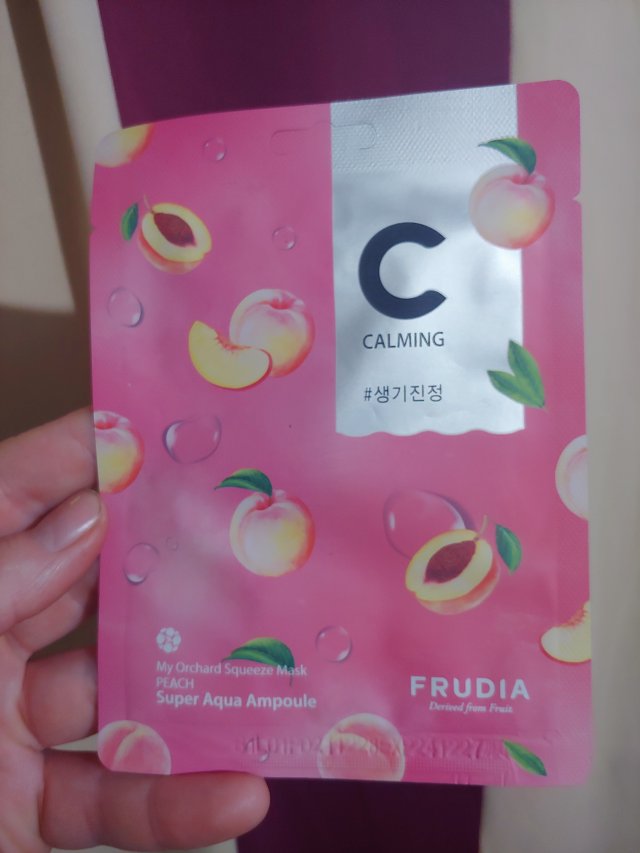 C
CALMING
#생기진정
My Orchard Squeeze Mask
PEACH
Super Aqua Ampoule
FRUDIA
Derived from Fruit